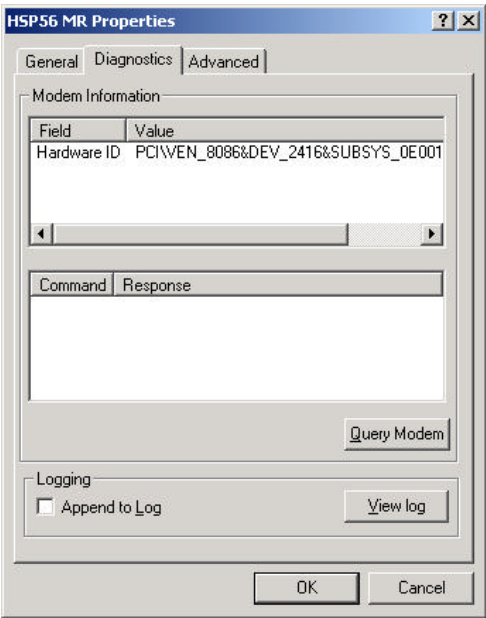 HSP56 MR Properties
General Diagnostics Advanced
Modem Information
Field Value
Hardware ID PCI\VEN_8086&DEV_2416&SUBSYS_0E001
Command Response
Query Modem
Logging
Append to Log View log
OK Cancel